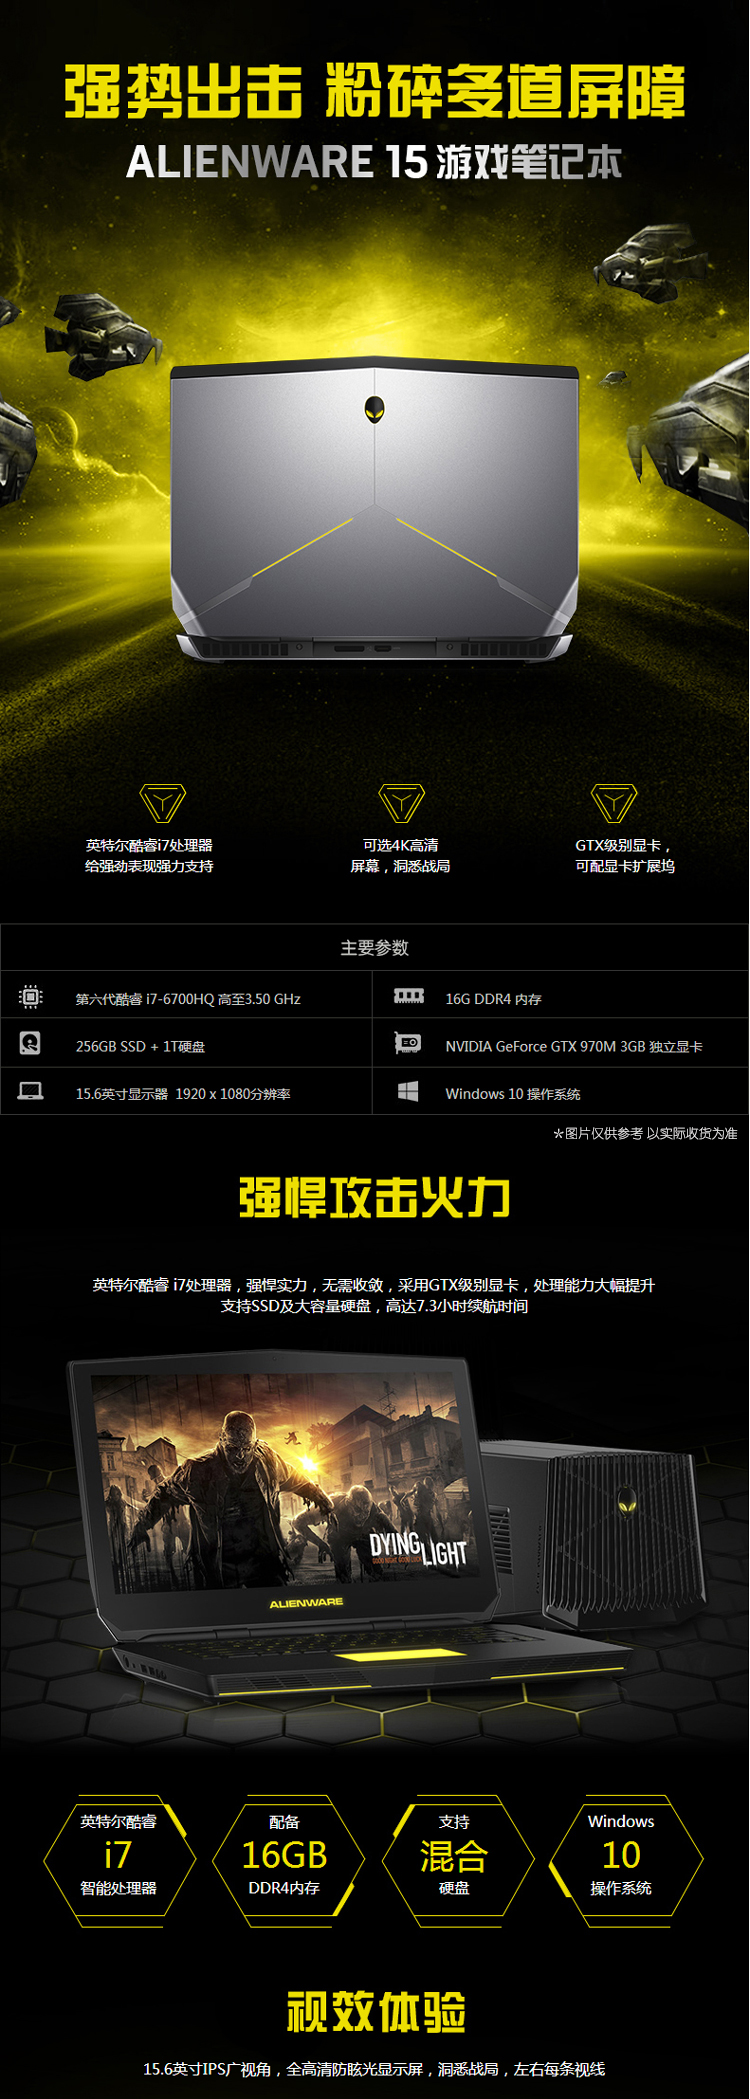 强势出击 粉碎多道屏障
ALIENWARE 15 游戏笔记本
英特尔酷睿i7处理器
给强劲表现强力支持
可选4K高清
屏幕，洞悉战局
GTX级别显卡，
可配显卡扩展坞
主要参数
第六代酷睿 i7-6700HQ 高至3.50 GHz
16G DDR4 内存
256GB SSD + 1T硬盘
NVIDIA GeForce GTX 970M 3GB 独立显卡
15.6英寸显示器 1920 x 1080分辨率
Windows 10 操作系统
＊图片仅供参考 以实际收货为准
强悍攻击火力
英特尔酷睿 i7处理器，强悍实力，无需收敛，采用GTX级别显卡，处理能力大幅提升
支持SSD及大容量硬盘，高达7.3小时续航时间
DYING
GOOD NIGHT GOOD LUCK
LIGHT
ALIENWARE
英特尔酷睿
i7
智能处理器
配备
16GB
DDR4内存
支持
混合
硬盘
Windows
10
操作系统
视效体验
15.6英寸IPS广视角，全高清防眩光显示屏，洞悉战局，左右每条视线